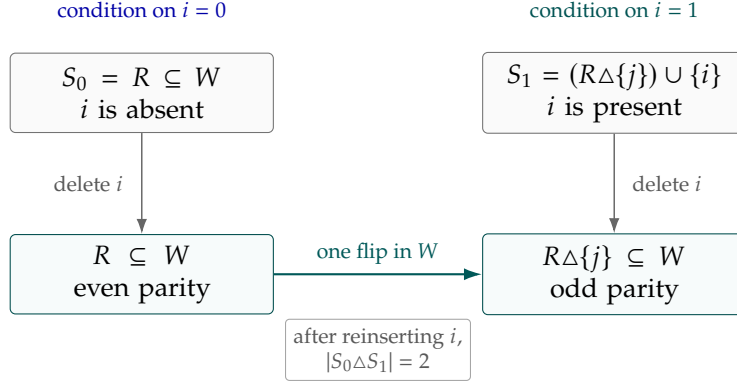 condition on i = 0
condition on i = 1
S₀ = R ⊆ W
i is absent
S₁ = (R△{j}) ∪ {i}
i is present
delete i
delete i
R ⊆ W
even parity
one flip in W
R△{j} ⊆ W
odd parity
after reinserting i,
|S₀△S₁| = 2